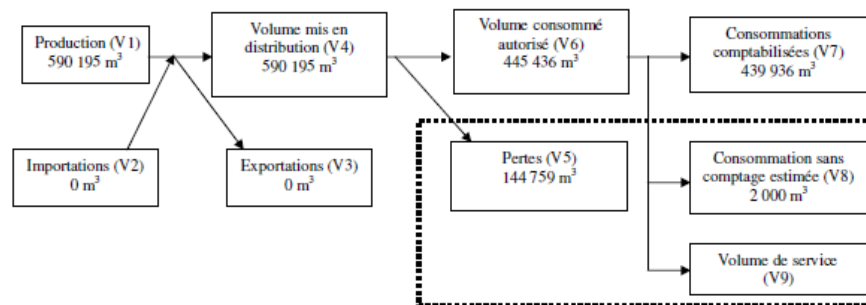 Production (V1)
590 195 m³
Volume mis en
distribution (V4)
590 195 m³
Volume consommé
autorisé (V6)
445 436 m³
Consommations
comptabilisées (V7)
439 936 m³
Importations (V2)
0 m³
Exportations (V3)
0 m³
Pertes (V5)
144 759 m³
Consommation sans
comptage estimée (V8)
2 000 m³
Volume de service
(V9)